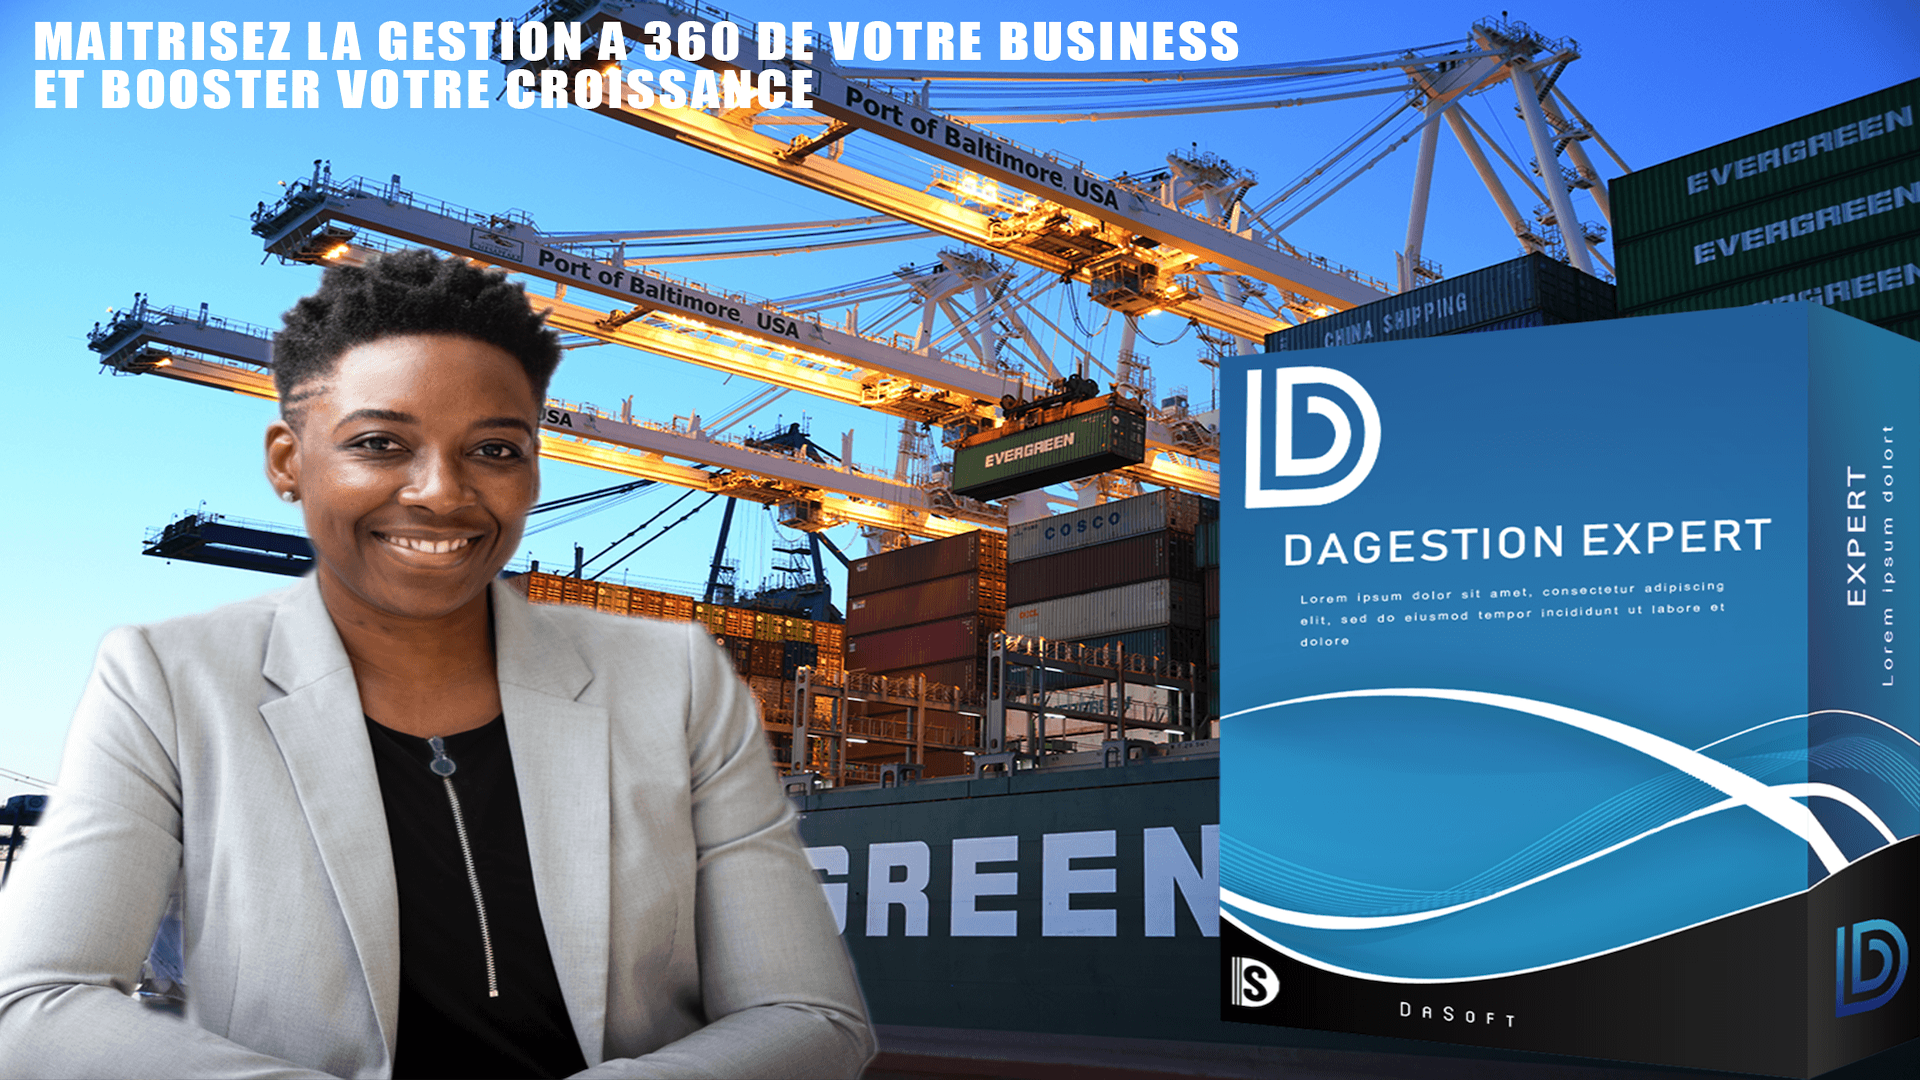 MAITRISEZ LA GESTION A 360 DE VOTRE BUSINESS
ET BOOSTER VOTRE CROISSANCE
Port of Baltimore, USA
Port of Baltimore, USA
USA
EVERGREEN
EVERGREEN
EVERGREEN
CHINA SHIPPING
EVERGREEN
COSCO
GREEN
D
DAGESTION EXPERT
Lorem ipsum dolor sit amet, consectetur adipiscing
elit, sed do eiusmod tempor incididunt ut labore et
dolore
EXPERT
Lorem ipsum dolort
DS
DaSoft
D